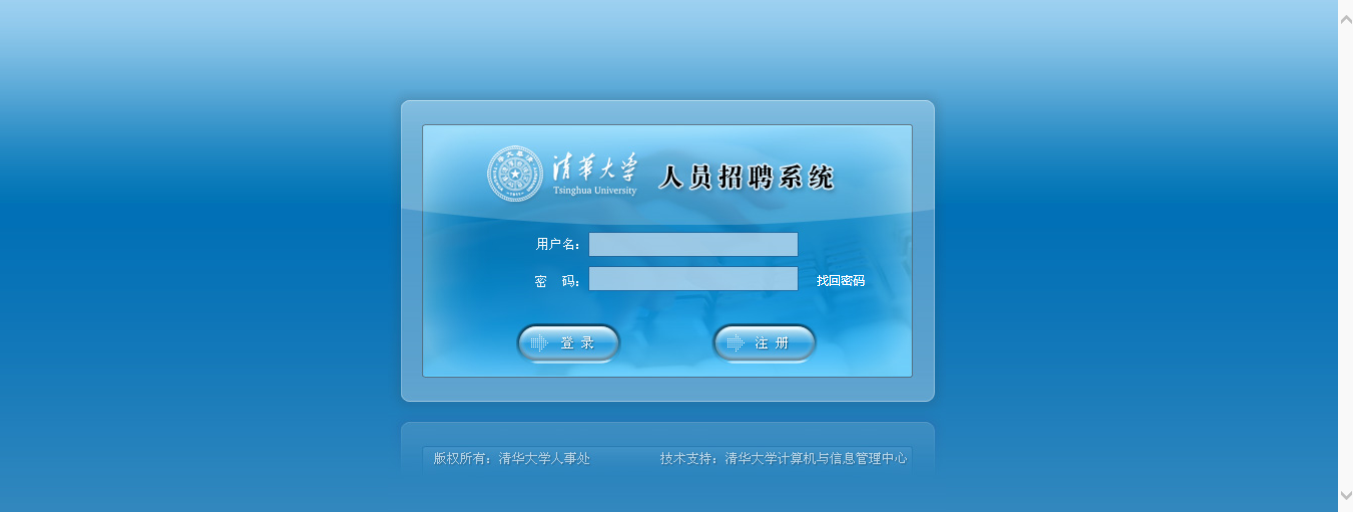 清华大学 人员招聘系统
Tsinghua University
用户名：
密 码： 找回密码
登 录 注 册
版权所有：清华大学人事处 技术支持：清华大学计算机与信息管理中心